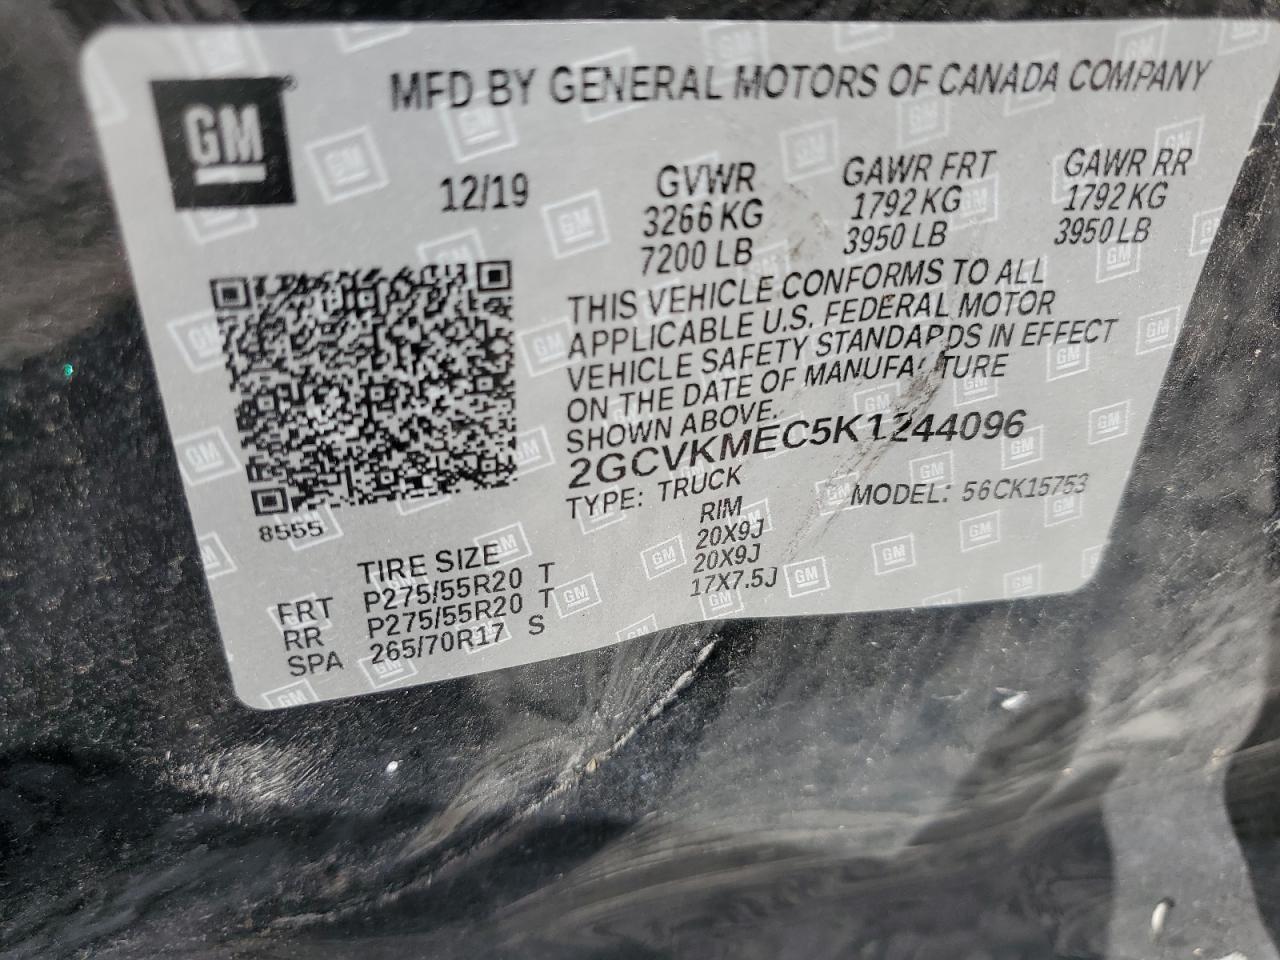 GM
MFD BY GENERAL MOTORS OF CANADA COMPANY
12/19
GVWR GAWR FRT GAWR RR
3266 KG 1792 KG 1792 KG
7200 LB 3950 LB 3950 LB
THIS VEHICLE CONFORMS TO ALL
APPLICABLE U.S. FEDERAL MOTOR
VEHICLE SAFETY STANDARDS IN EFFECT
ON THE DATE OF MANUFACTURE
SHOWN ABOVE.
2GCVKMEC5K1244096
TYPE: TRUCK MODEL: 56CK15753
8555
TIRE SIZE RIM
FRT P275/55R20 T 20X9J
RR P275/55R20 T 20X9J
SPA 265/70R17 S 17X7.5J